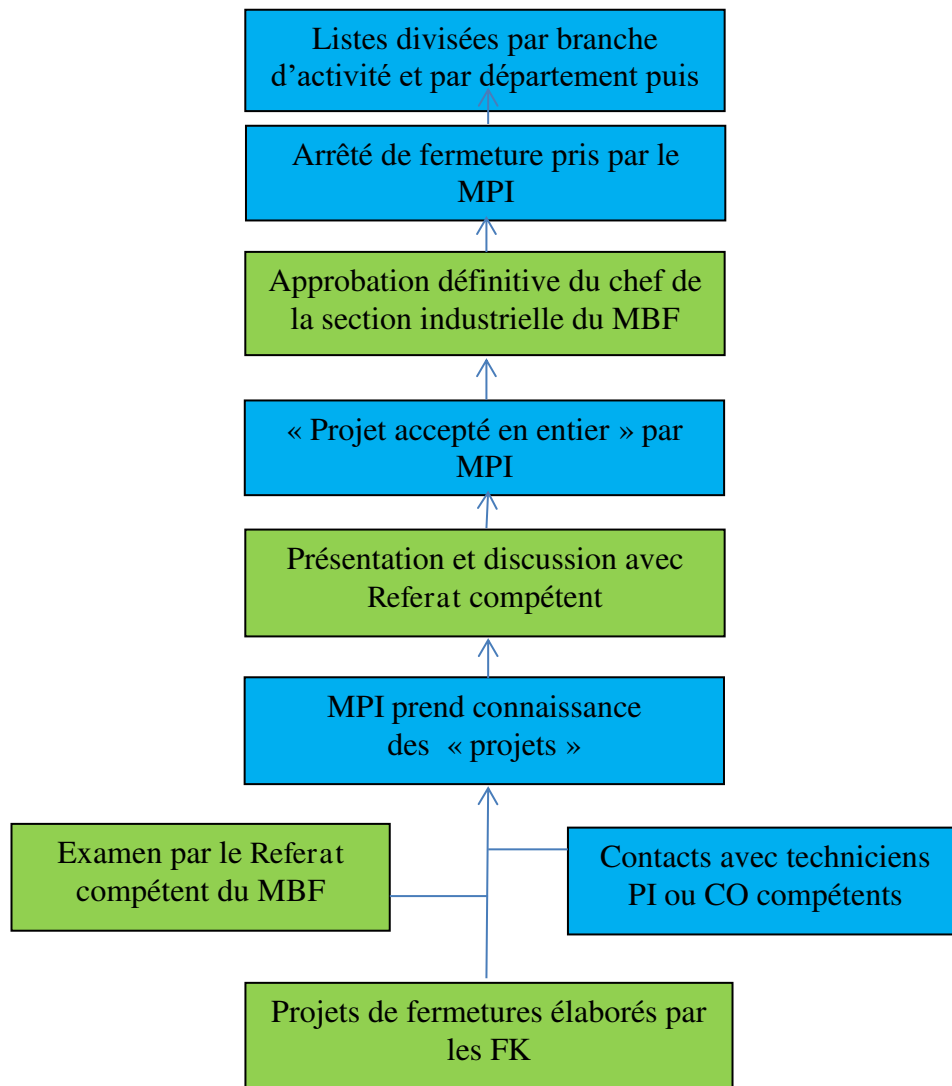 Listes divisées par branche
d’activité et par département puis
Arrêté de fermeture pris par le
MPI
Approbation définitive du chef de
la section industrielle du MBF
« Projet accepté en entier » par
MPI
Présentation et discussion avec
Referat compétent
MPI prend connaissance
des « projets »
Examen par le Referat
compétent du MBF
Contacts avec techniciens
PI ou CO compétents
Projets de fermetures élaborés par
les FK